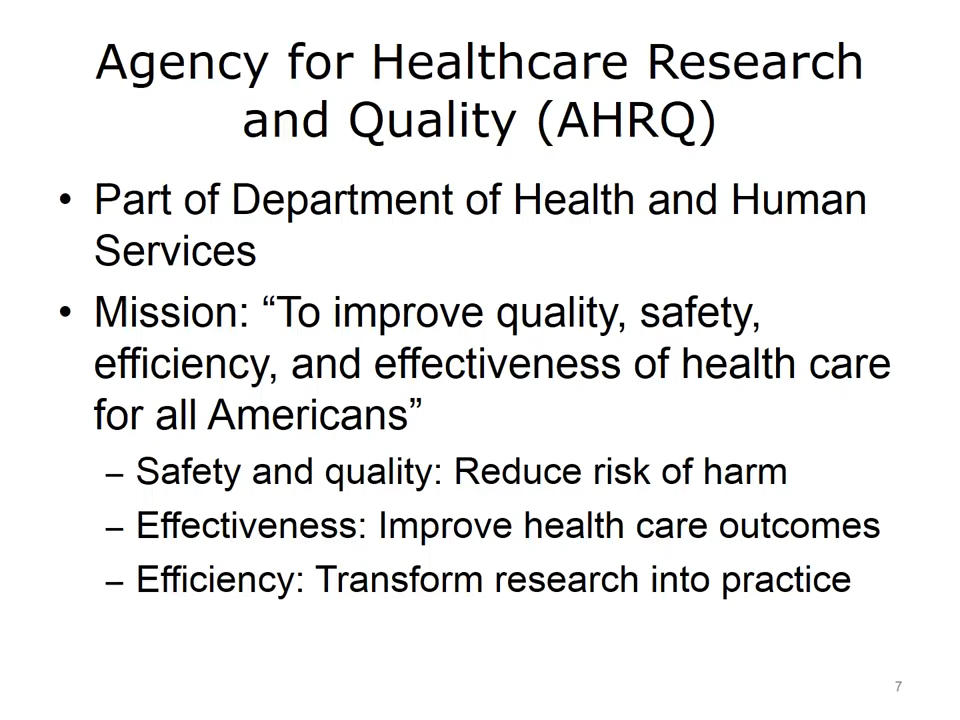 Agency for Healthcare Research
and Quality (AHRQ)
• Part of Department of Health and Human
Services
• Mission: “To improve quality, safety,
efficiency, and effectiveness of health care
for all Americans”
– Safety and quality: Reduce risk of harm
– Effectiveness: Improve health care outcomes
– Efficiency: Transform research into practice
7